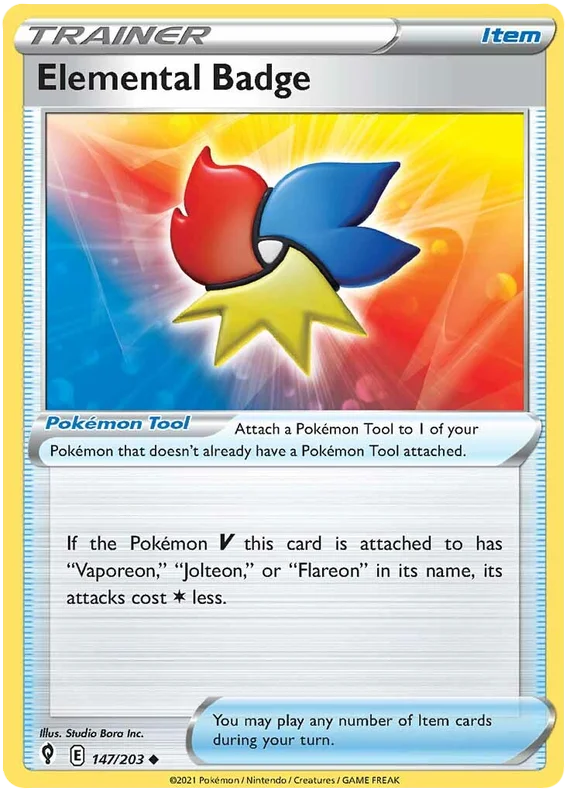 TRAINER
Item
Elemental Badge
Pokémon Tool
Attach a Pokémon Tool to 1 of your
Pokémon that doesn't already have a Pokémon Tool attached.
If the Pokémon V this card is attached to has
“Vaporeon,” “Jolteon,” or “Flareon” in its name, its
attacks cost ✶ less.
You may play any number of Item cards
during your turn.
Illus. Studio Bora Inc.
E 147/203 ◆
©2021 Pokémon / Nintendo / Creatures / GAME FREAK